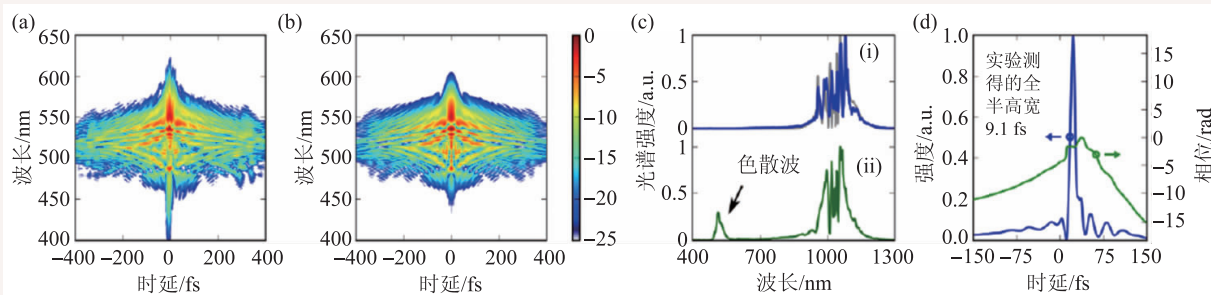 (a)
650
600
550
500
450
400
波长/nm
−400 −200 0 200 400
时延/fs
(b)
650
600
550
500
450
400
波长/nm
−400 −200 0 200 400
时延/fs
0
−5
−10
−15
−20
−25
(c)
1
0.5
0
1
0.5
0
光谱强度/a.u.
(i)
(ii)
色散波
400 700 1000 1300
波长/nm
(d)
1.0
0.8
0.6
0.4
0.2
0.0
强度/a.u.
实验测
得的全
半高宽
9.1 fs
15
10
5
0
−5
−10
−15
相位/rad
−150 −75 0 75 150
时延/fs